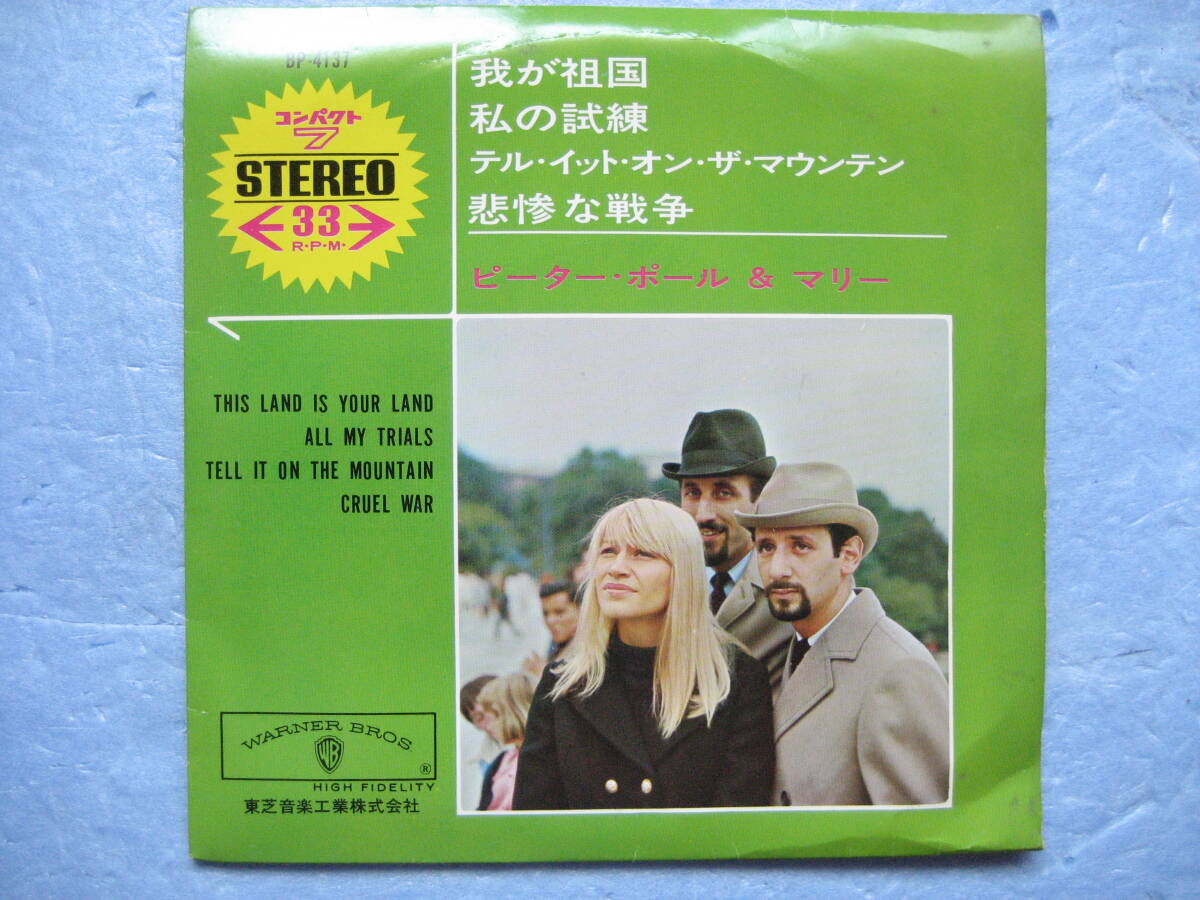 BP-4137
コンパクト
7
STEREO
33
R·P·M·
我が祖国
私の試練
テル・イット・オン・ザ・マウンテン
悲惨な戦争
ピーター・ポール & マリー
THIS LAND IS YOUR LAND
ALL MY TRIALS
TELL IT ON THE MOUNTAIN
CRUEL WAR
WARNER BROS.
WB
®
HIGH FIDELITY
東芝音楽工業株式会社